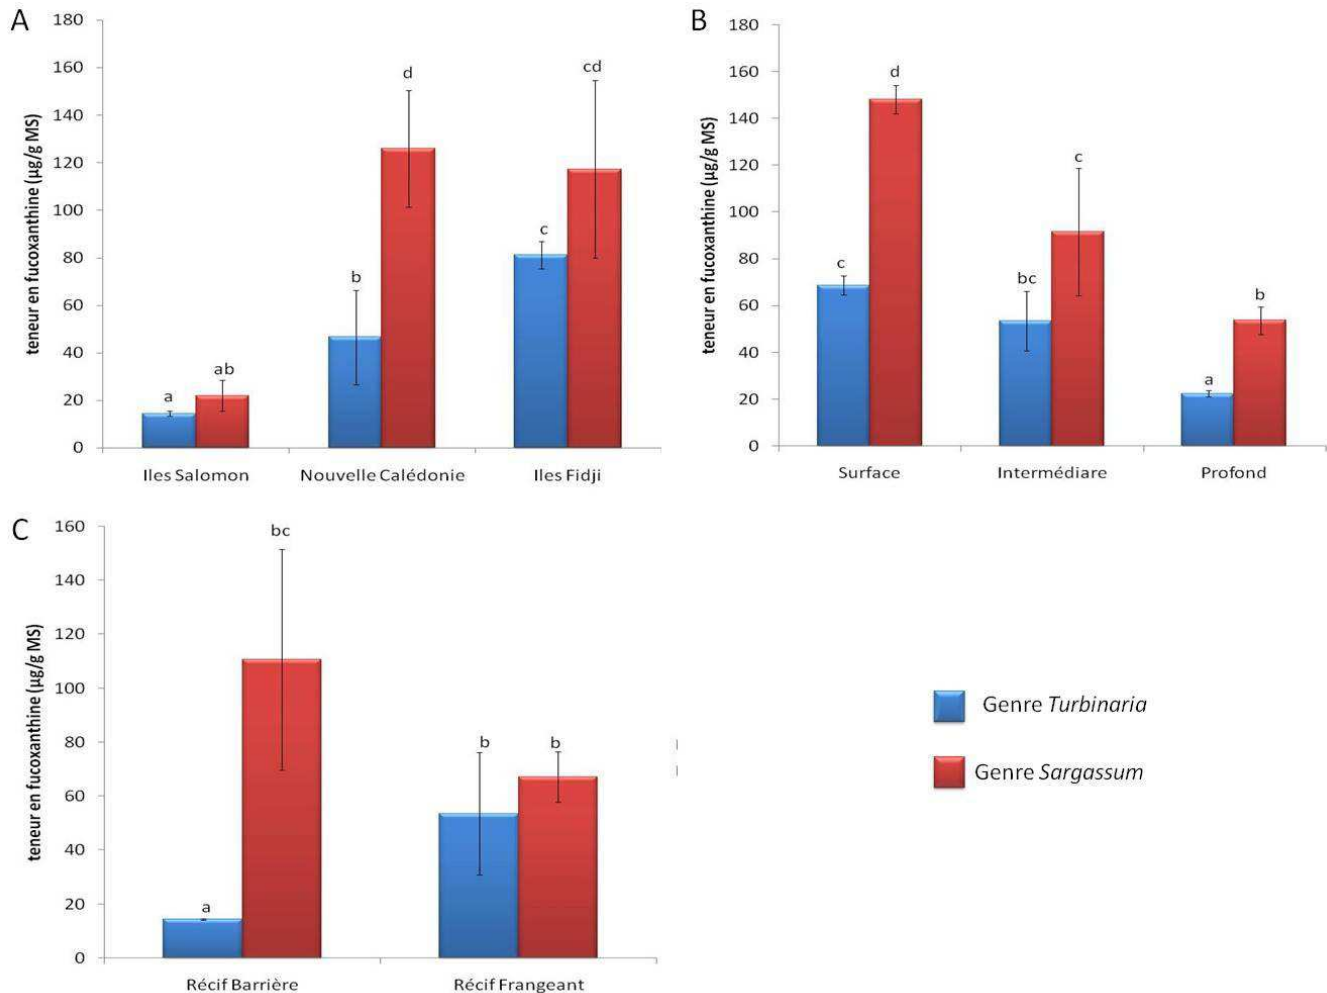 A
teneur en fucoxanthine (µg/g MS)
180
160
140
120
100
80
60
40
20
0
a
ab
b
d
c
cd
Iles Salomon
Nouvelle Calédonie
Iles Fidji
B
teneur en fucoxanthine (µg/g MS)
180
160
140
120
100
80
60
40
20
0
c
d
bc
c
a
b
Surface
Intermédiare
Profond
C
teneur en fucoxanthine (µg/g MS)
160
140
120
100
80
60
40
20
0
a
bc
b
b
Récif Barrière
Récif Frangeant
Genre Turbinaria
Genre Sargassum